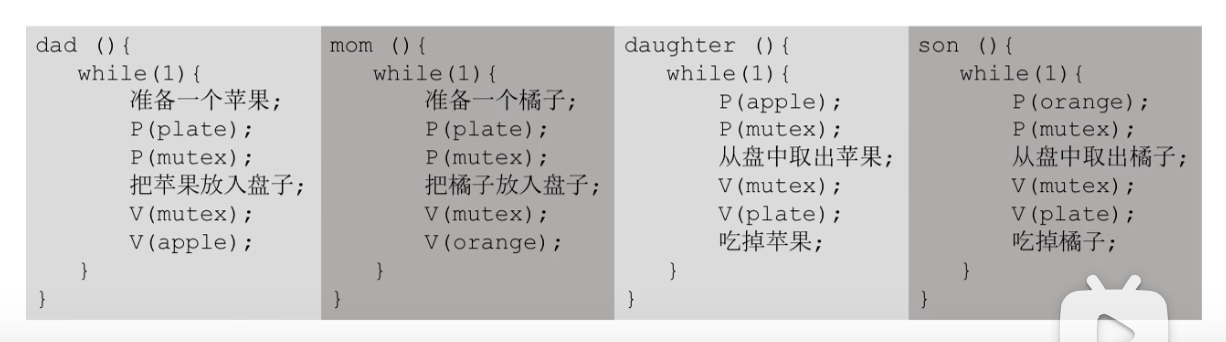 dad (){
while(1){
准备一个苹果;
P(plate);
P(mutex);
把苹果放入盘子;
V(mutex);
V(apple);
}
}
mom (){
while(1){
准备一个橘子;
P(plate);
P(mutex);
把橘子放入盘子;
V(mutex);
V(orange);
}
}
daughter (){
while(1){
P(apple);
P(mutex);
从盘中取出苹果;
V(mutex);
V(plate);
吃掉苹果;
}
}
son (){
while(1){
P(orange);
P(mutex);
从盘中取出橘子;
V(mutex);
V(plate);
吃掉橘子;
}
}